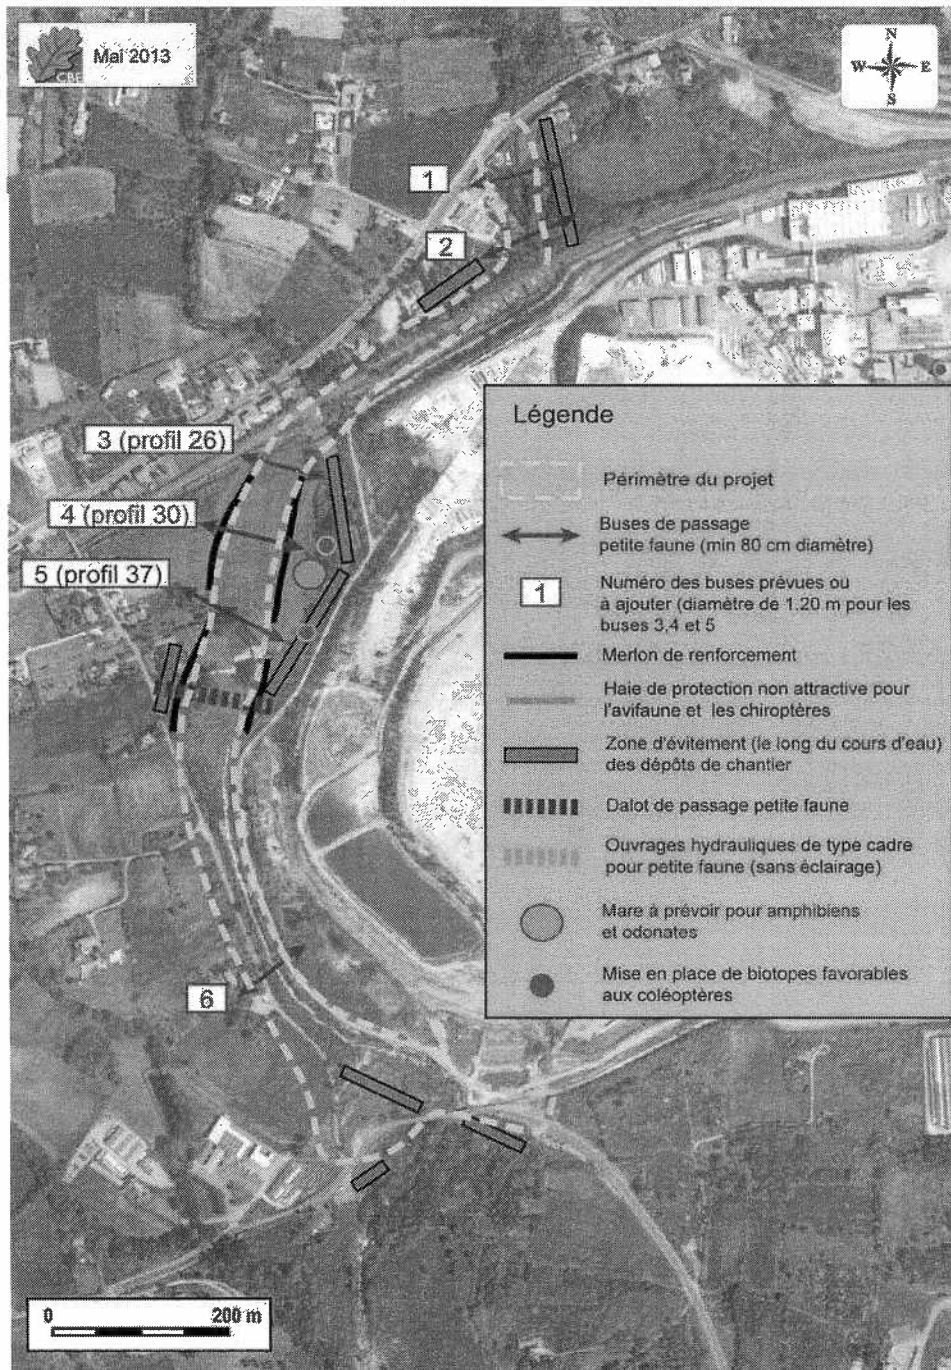 CBE
Mai 2013
N
W E
S
1
2
3 (profil 26)
4 (profil 30)
5 (profil 37)
6
Légende
Périmètre du projet
Buses de passage
petite faune (min 80 cm diamètre)
1
Numéro des buses prévues ou
à ajouter (diamètre de 1,20 m pour les
buses 3,4 et 5
Merlon de renforcement
Haie de protection non attractive pour
l'avifaune et les chiroptères
Zone d'évitement (le long du cours d'eau)
des dépôts de chantier
Dalot de passage petite faune
Ouvrages hydrauliques de type cadre
pour petite faune (sans éclairage)
Mare à prévoir pour amphibiens
et odonates
Mise en place de biotopes favorables
aux coléoptères
0 200 m